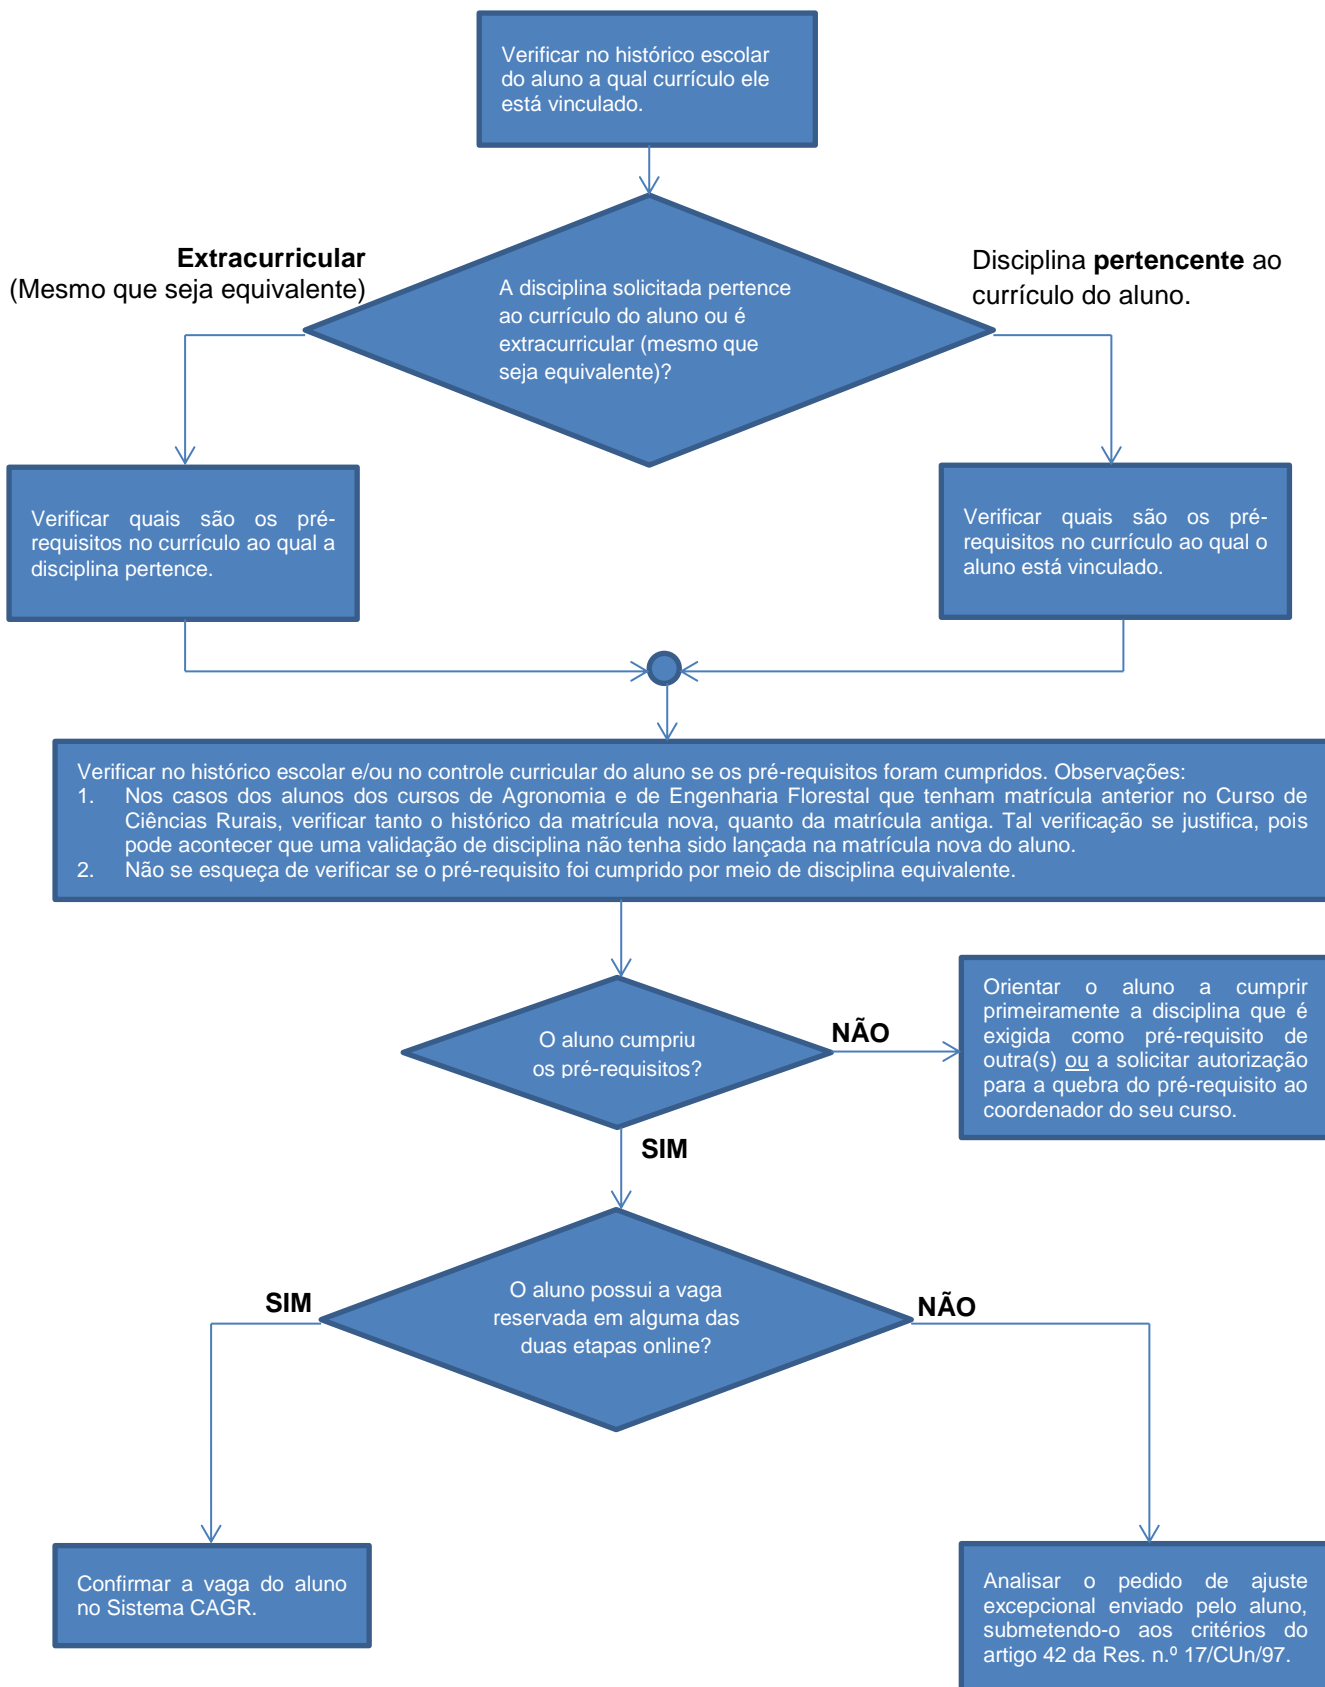 Verificar no histórico escolar
do aluno a qual currículo ele
está vinculado.
Extracurricular
(Mesmo que seja equivalente)
A disciplina solicitada pertence
ao currículo do aluno ou é
extracurricular (mesmo que
seja equivalente)?
Disciplina pertencente ao
currículo do aluno.
Verificar quais são os pré-
requisitos no currículo ao qual a
disciplina pertence.
Verificar quais são os pré-
requisitos no currículo ao qual o
aluno está vinculado.
Verificar no histórico escolar e/ou no controle curricular do aluno se os pré-requisitos foram cumpridos. Observações:
1. Nos casos dos alunos dos cursos de Agronomia e de Engenharia Florestal que tenham matrícula anterior no Curso de
Ciências Rurais, verificar tanto o histórico da matrícula nova, quanto da matrícula antiga. Tal verificação se justifica, pois
pode acontecer que uma validação de disciplina não tenha sido lançada na matrícula nova do aluno.
2. Não se esqueça de verificar se o pré-requisito foi cumprido por meio de disciplina equivalente.
O aluno cumpriu
os pré-requisitos?
NÃO
Orientar o aluno a cumprir
primeiramente a disciplina que é
exigida como pré-requisito de
outra(s) ou a solicitar autorização
para a quebra do pré-requisito ao
coordenador do seu curso.
SIM
O aluno possui a vaga
reservada em alguma das
duas etapas online?
SIM
NÃO
Confirmar a vaga do aluno
no Sistema CAGR.
Analisar o pedido de ajuste
excepcional enviado pelo aluno,
submetendo-o aos critérios do
artigo 42 da Res. n.º 17/CUn/97.